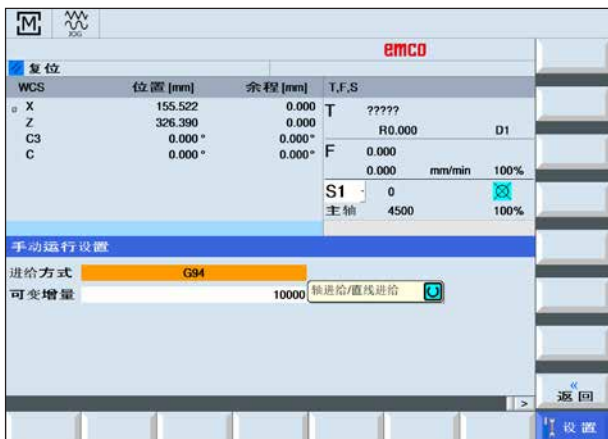 M
JOG
emco
复位
WCS 位置 [mm] 余程 [mm] T,F,S
X 155.522 0.000 T ?????
Z 326.390 0.000 R0.000 D1
C3 0.000 ° 0.000° F 0.000
C 0.000 ° 0.000° 0.000 mm/min 100%
S1 0
主轴 4500 100%
手动运行设置
进给方式 G94
可变增量 10000 轴进给/直线进给
«
返回
>
设置